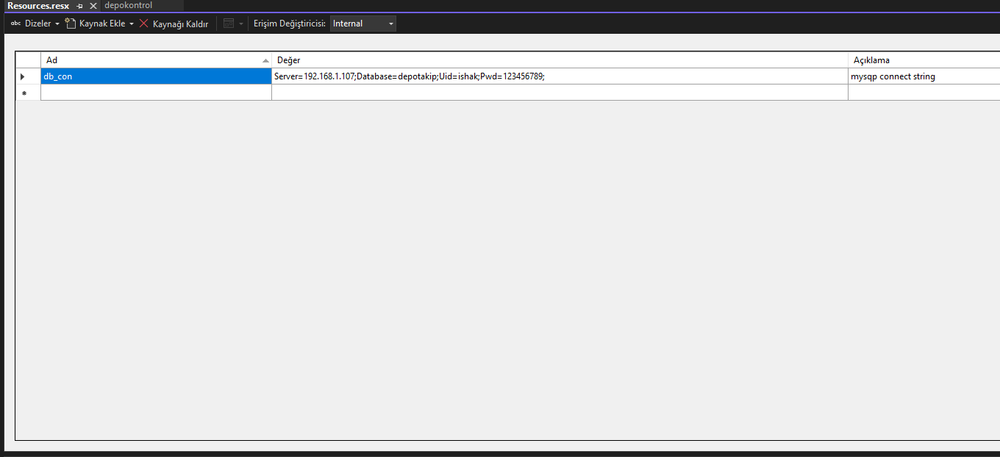 Resources.resx depokontrol
abc Dizeler Kaynak Ekle Kaynağı Kaldır Erişim Değiştiricisi: Internal
Ad Değer Açıklama
db_con Server=192.168.1.107;Database=depotakip;Uid=ishak;Pwd=123456789; mysqp connect string